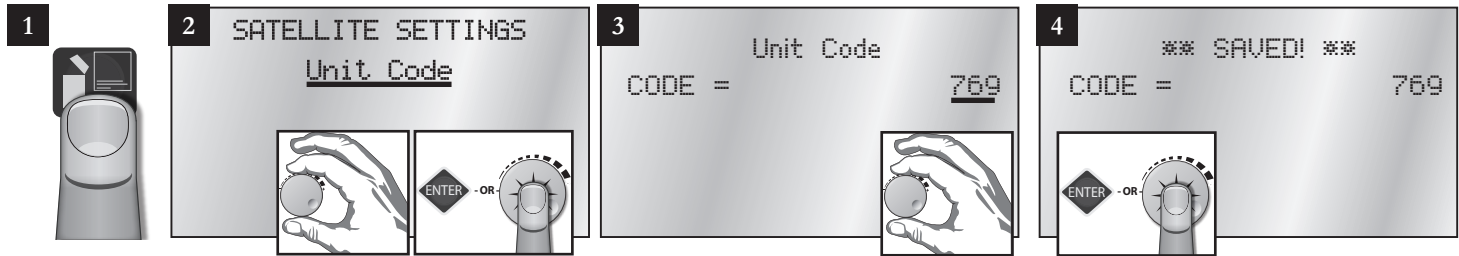 1
2
SATELLITE SETTINGS
Unit Code
ENTER
- OR -
3
Unit Code
CODE = 769
4
** SAVED! **
CODE = 769
ENTER
- OR -